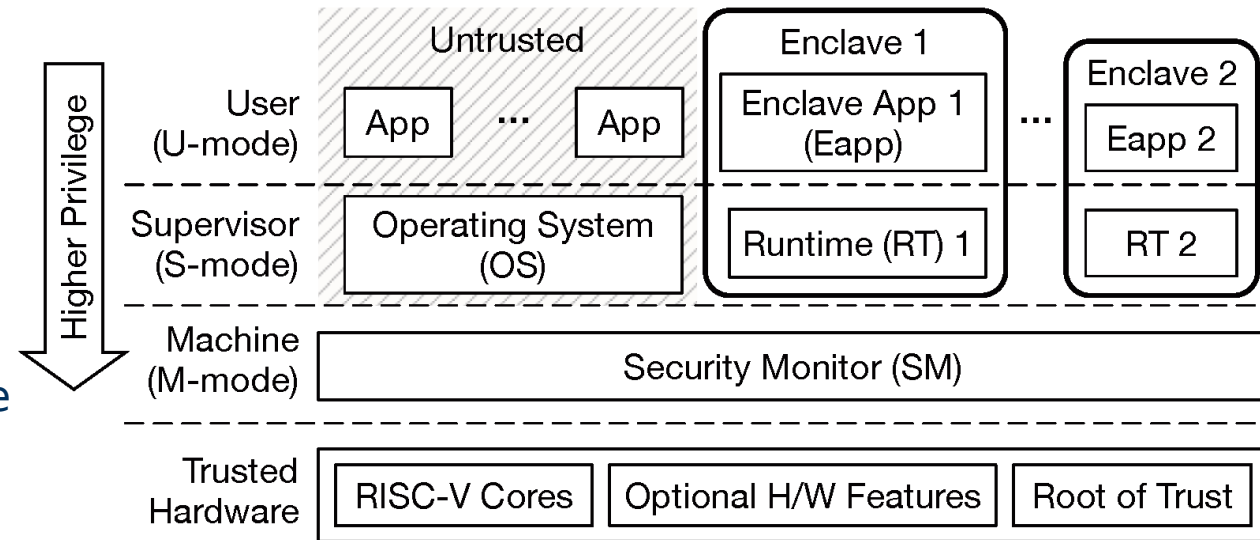 Untrusted
Enclave 1
Enclave 2
Higher Privilege
User
(U-mode)
App
...
App
Enclave App 1
(Eapp)
...
Eapp 2
Supervisor
(S-mode)
Operating System
(OS)
Runtime (RT) 1
RT 2
Machine
(M-mode)
Security Monitor (SM)
e
Trusted
Hardware
RISC-V Cores
Optional H/W Features
Root of Trust